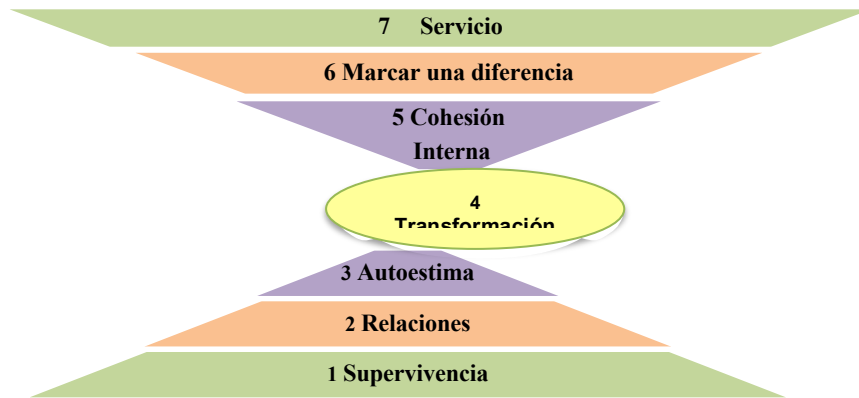 7 Servicio
6 Marcar una diferencia
5 Cohesión
Interna
4
Transformación
3 Autoestima
2 Relaciones
1 Supervivencia